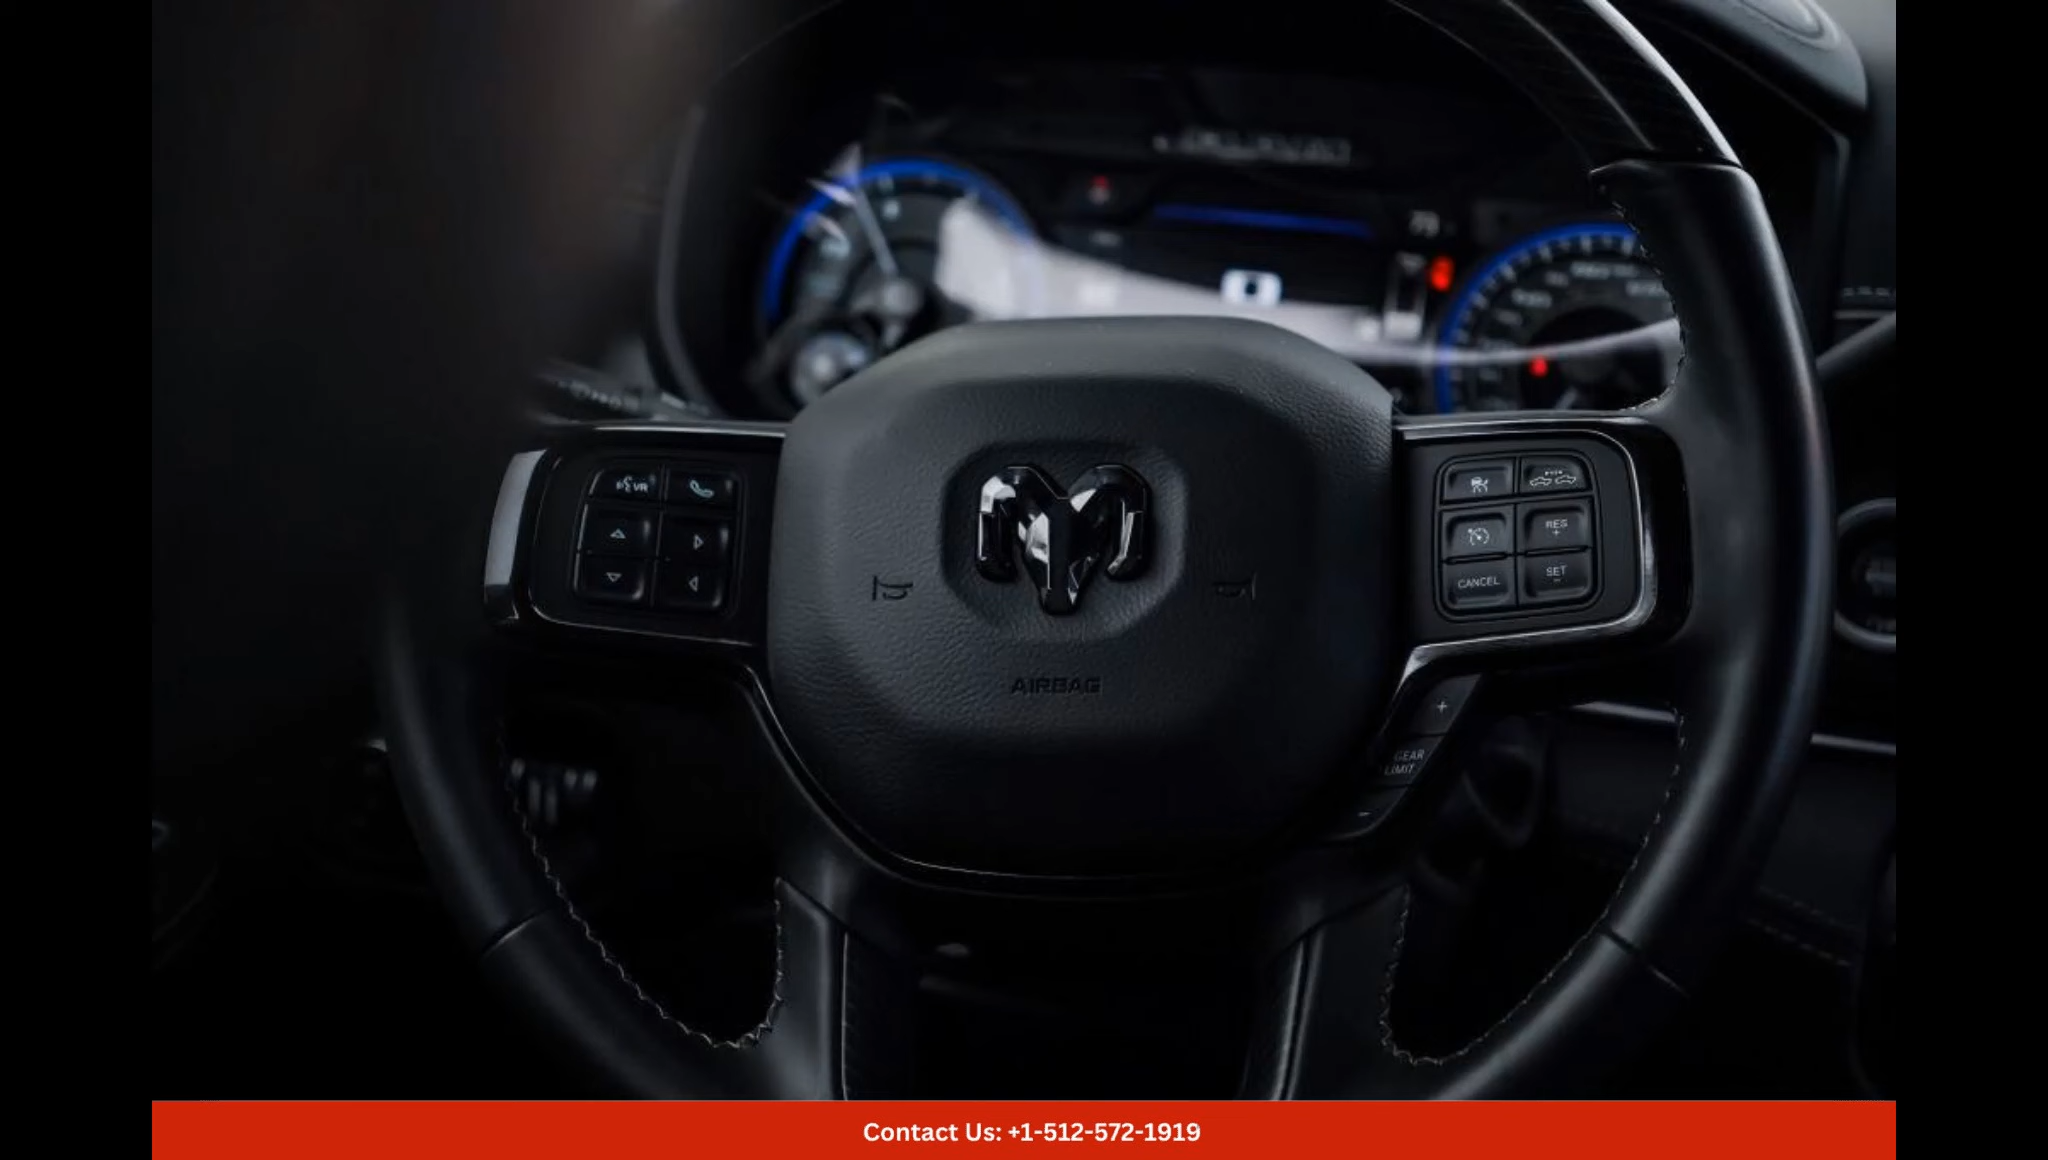 VR
RES
+
CANCEL
SET
-
AIRBAG
+
GEAR
LIMIT
-
Contact Us: +1-512-572-1919